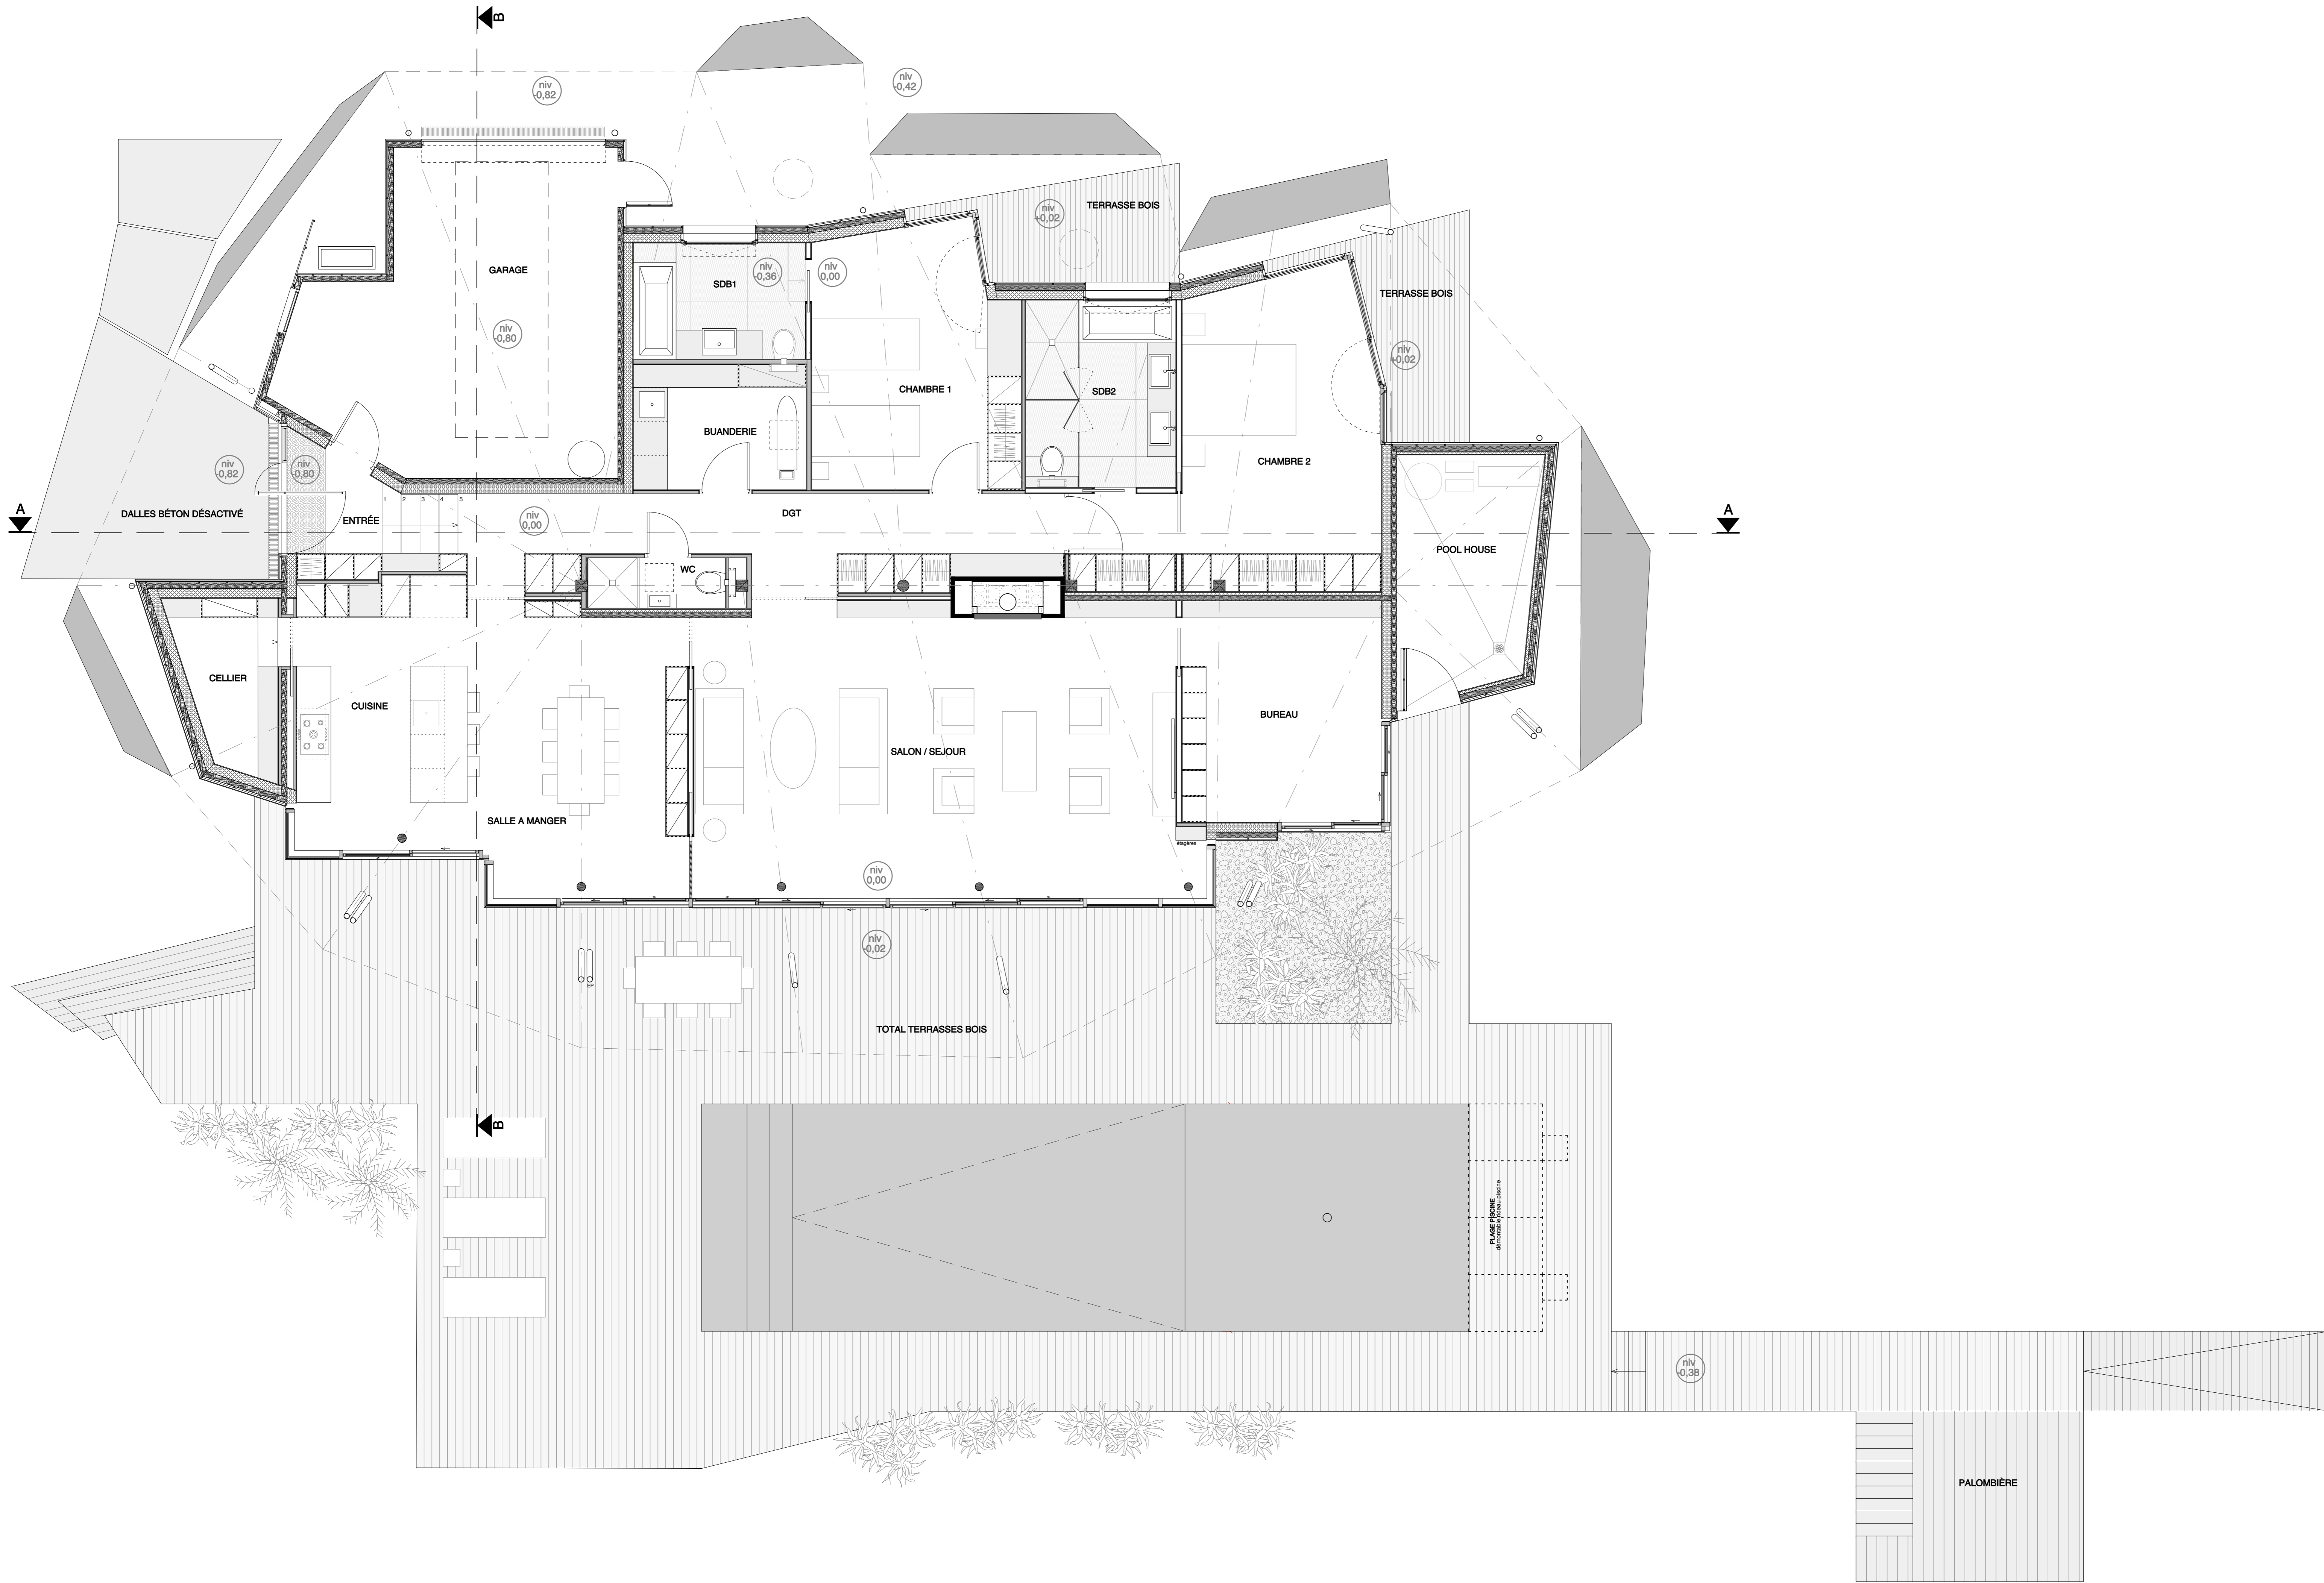 B
niv
-0,82
niv
-0,42
niv
+0,02
TERRASSE BOIS
GARAGE
SDB1
niv
-0,36
niv
0,00
TERRASSE BOIS
niv
-0,80
niv
+0,02
CHAMBRE 1
SDB2
BUANDERIE
CHAMBRE 2
niv
-0,82
niv
-0,80
1
2
3
4
5
A
DALLES BÉTON DÉSACTIVÉ
ENTRÉE
niv
0,00
DGT
A
POOL HOUSE
WC
CELLIER
CUISINE
BUREAU
SALON / SEJOUR
SALLE A MANGER
étagères
niv
0,00
niv
-0,02
EP
TOTAL TERRASSES BOIS
B
PLAGE PISCINE
démontable rideau piscine
niv
-0,38
PALOMBIÈRE